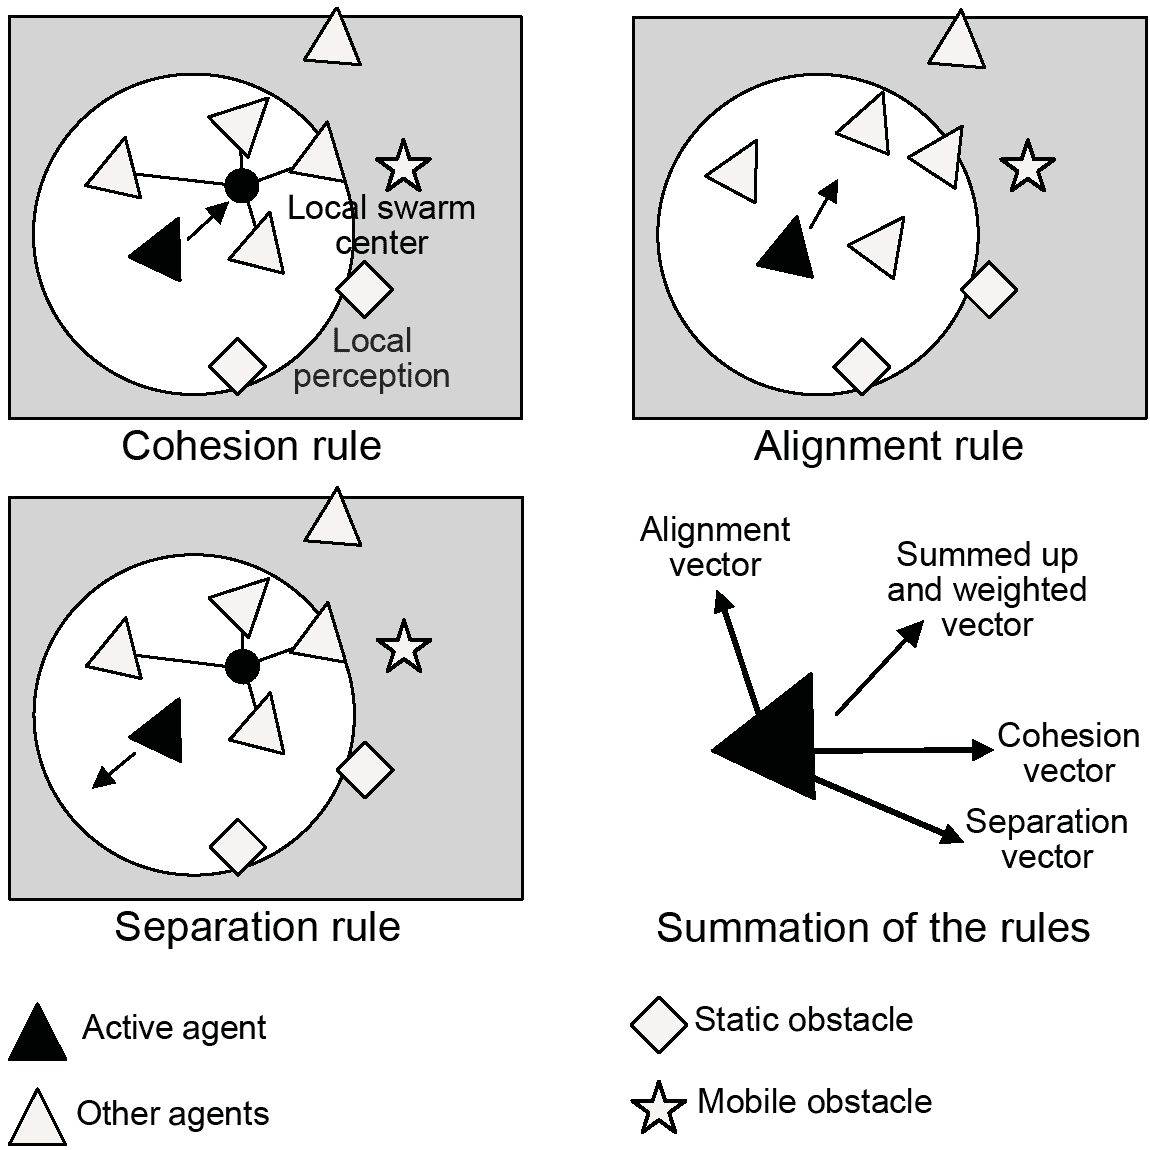 Local swarm
center
Local
perception
Cohesion rule
Alignment rule
Separation rule
Alignment
vector
Summed up
and weighted
vector
Cohesion
vector
Separation
vector
Summation of the rules
Active agent
Static obstacle
Other agents
Mobile obstacle